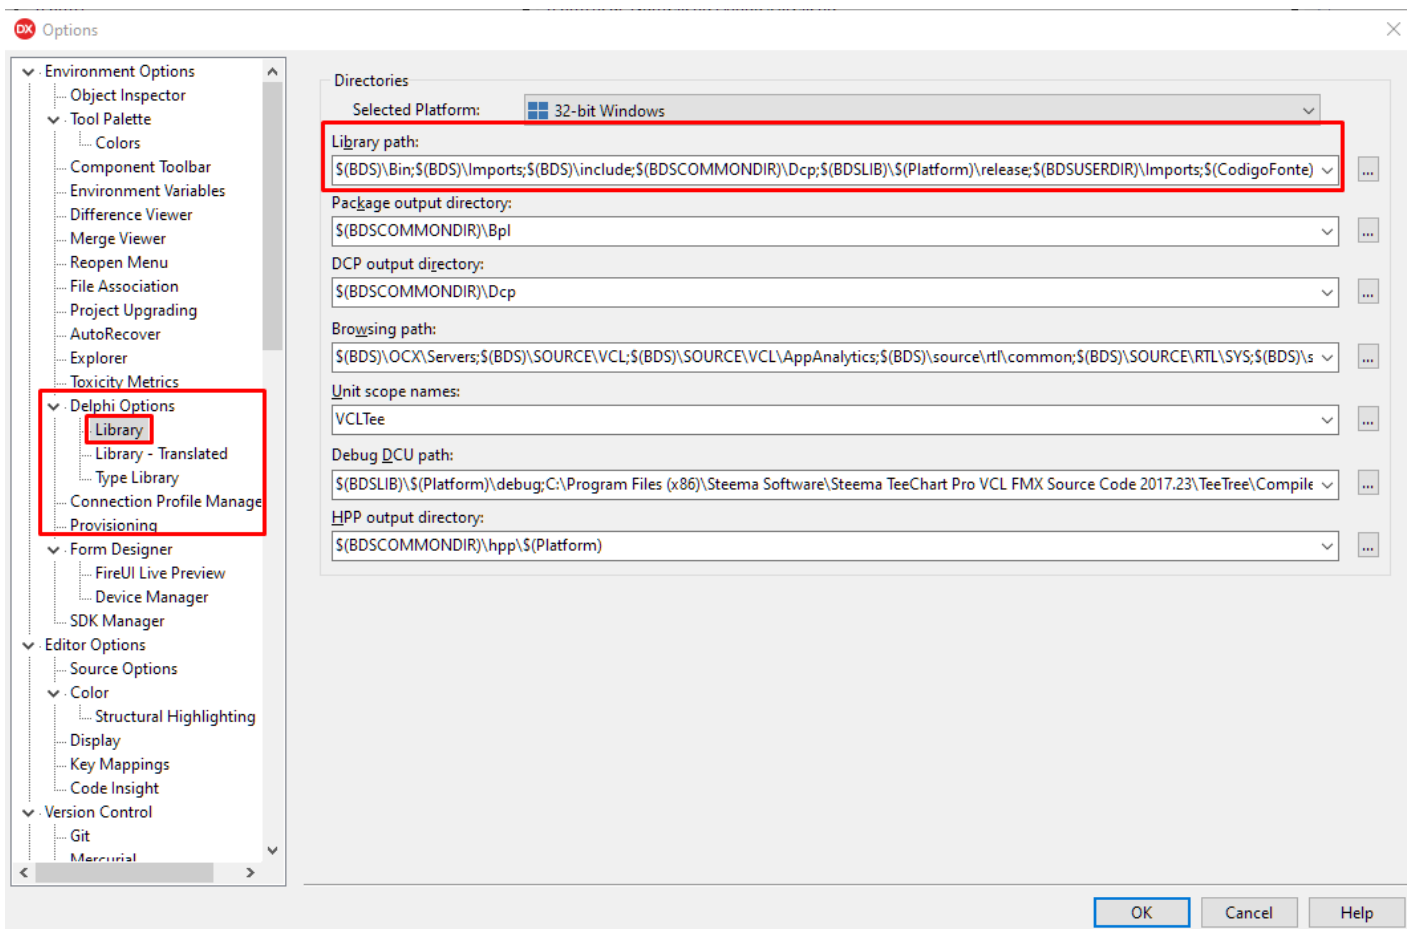 DX Options
Environment Options
Object Inspector
Tool Palette
Colors
Component Toolbar
Environment Variables
Difference Viewer
Merge Viewer
Reopen Menu
File Association
Project Upgrading
AutoRecover
Explorer
Toxicity Metrics
Delphi Options
Library
Library - Translated
Type Library
Connection Profile Manage
Provisioning
Form Designer
FireUI Live Preview
Device Manager
SDK Manager
Editor Options
Source Options
Color
Structural Highlighting
Display
Key Mappings
Code Insight
Version Control
Git
Mercurial
Directories
Selected Platform: 32-bit Windows
Library path:
$(BDS)\Bin;$(BDS)\Imports;$(BDS)\include;$(BDSCOMMONDIR)\Dcp;$(BDSLIB)\$(Platform)\release;$(BDSUSERDIR)\Imports;$(CodigoFonte) ...
Package output directory:
$(BDSCOMMONDIR)\Bpl ...
DCP output directory:
$(BDSCOMMONDIR)\Dcp ...
Browsing path:
$(BDS)\OCX\Servers;$(BDS)\SOURCE\VCL;$(BDS)\SOURCE\VCL\AppAnalytics;$(BDS)\source\rtl\common;$(BDS)\SOURCE\RTL\SYS;$(BDS)\s ...
Unit scope names:
VCLTee ...
Debug DCU path:
$(BDSLIB)\$(Platform)\debug;C:\Program Files (x86)\Steema Software\Steema TeeChart Pro VCL FMX Source Code 2017.23\TeeTree\Compile ...
HPP output directory:
$(BDSCOMMONDIR)\hpp\$(Platform) ...
OK Cancel Help